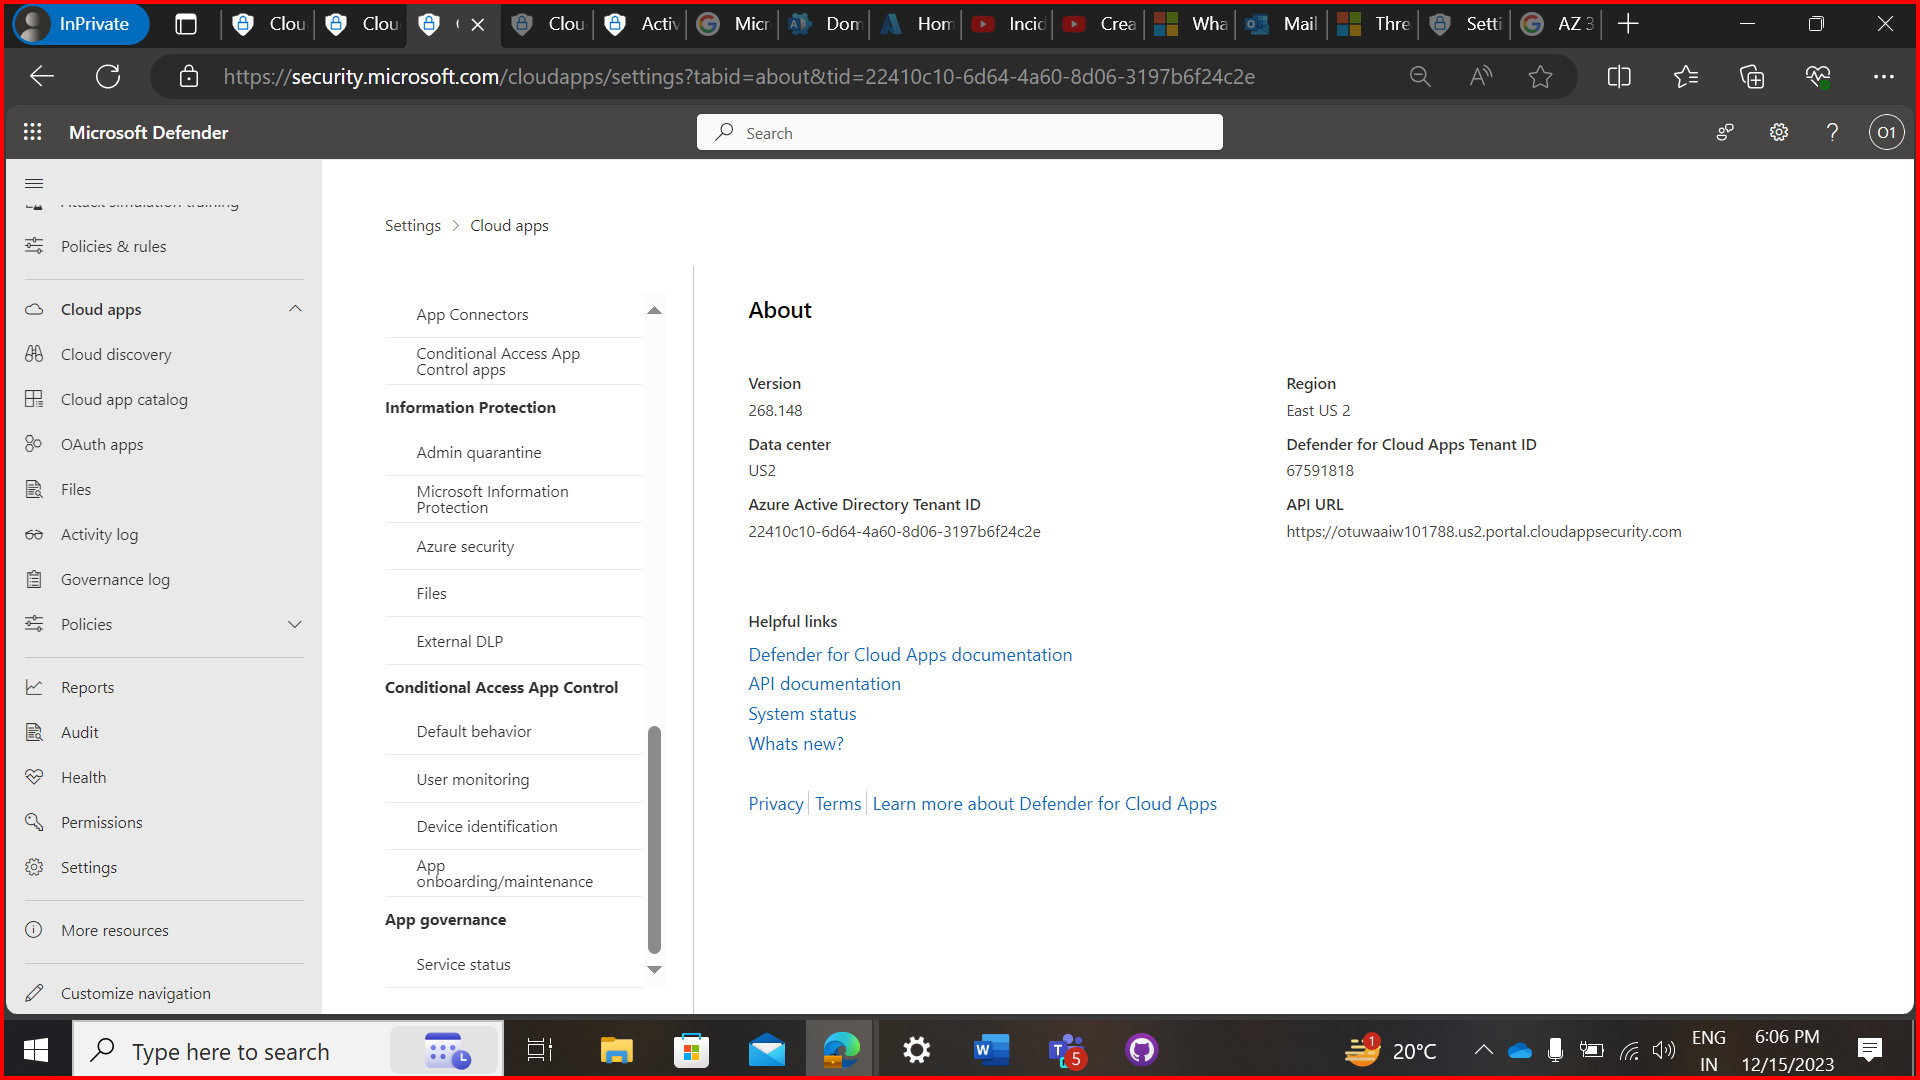 InPrivate
Clou
Clou
Clou
Activ
Micr
Dom
Hom
Incid
Crea
Wha
Mail
Thre
Setti
AZ 3
https://security.microsoft.com/cloudapps/settings?tabid=about&tid=22410c10-6d64-4a60-8d06-3197b6f24c2e
Microsoft Defender
Search
O1
Attack simulation training
Policies & rules
Cloud apps
Cloud discovery
Cloud app catalog
OAuth apps
Files
Activity log
Governance log
Policies
Reports
Audit
Health
Permissions
Settings
More resources
Customize navigation
Settings > Cloud apps
App Connectors
Conditional Access App
Control apps
Information Protection
Admin quarantine
Microsoft Information
Protection
Azure security
Files
External DLP
Conditional Access App Control
Default behavior
User monitoring
Device identification
App
onboarding/maintenance
App governance
Service status
About
Version
268.148
Region
East US 2
Data center
US2
Defender for Cloud Apps Tenant ID
67591818
Azure Active Directory Tenant ID
22410c10-6d64-4a60-8d06-3197b6f24c2e
API URL
https://otuwaaiw101788.us2.portal.cloudappsecurity.com
Helpful links
Defender for Cloud Apps documentation
API documentation
System status
Whats new?
Privacy | Terms | Learn more about Defender for Cloud Apps
Type here to search
5
1
20°C
ENG
IN
6:06 PM
12/15/2023